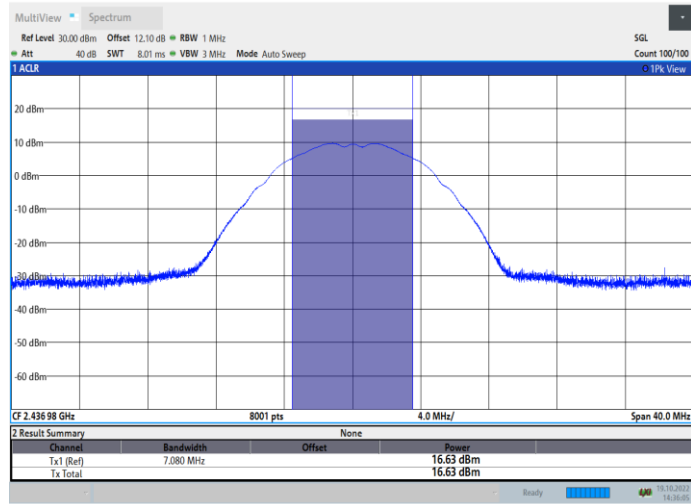 MultiView Spectrum
Ref Level 30.00 dBm Offset 12.10 dB RBW 1 MHz SGL
Att 40 dB SWT 8.01 ms VBW 3 MHz Mode Auto Sweep Count 100/100
1 ACLR 1Pk View
20 dBm
10 dBm
0 dBm
-10 dBm
-20 dBm
-30 dBm
-40 dBm
-50 dBm
-60 dBm
CF 2.43698 GHz 8001 pts 4.0 MHz/ Span 40.0 MHz
2 Result Summary None
Channel Bandwidth Offset Power
Tx1 (Ref) 7.080 MHz 16.63 dBm
Tx Total 16.63 dBm
Ready 19.10.2022
14:36:05